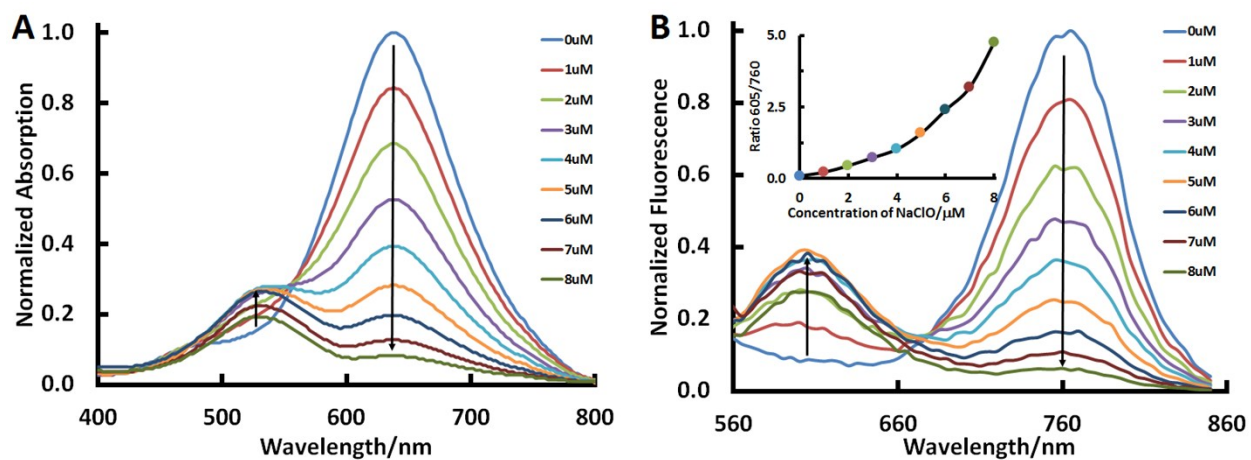 A
Normalized Absorption
1.0
0.8
0.6
0.4
0.2
0.0
400
500
600
700
800
Wavelength/nm
0uM
1uM
2uM
3uM
4uM
5uM
6uM
7uM
8uM
B
Normalized Fluorescence
1.0
0.8
0.6
0.4
0.2
0.0
560
660
760
860
Wavelength/nm
Ratio 605/760
5.0
2.5
0.0
0
2
4
6
8
Concentration of NaClO/μM
0uM
1uM
2uM
3uM
4uM
5uM
6uM
7uM
8uM